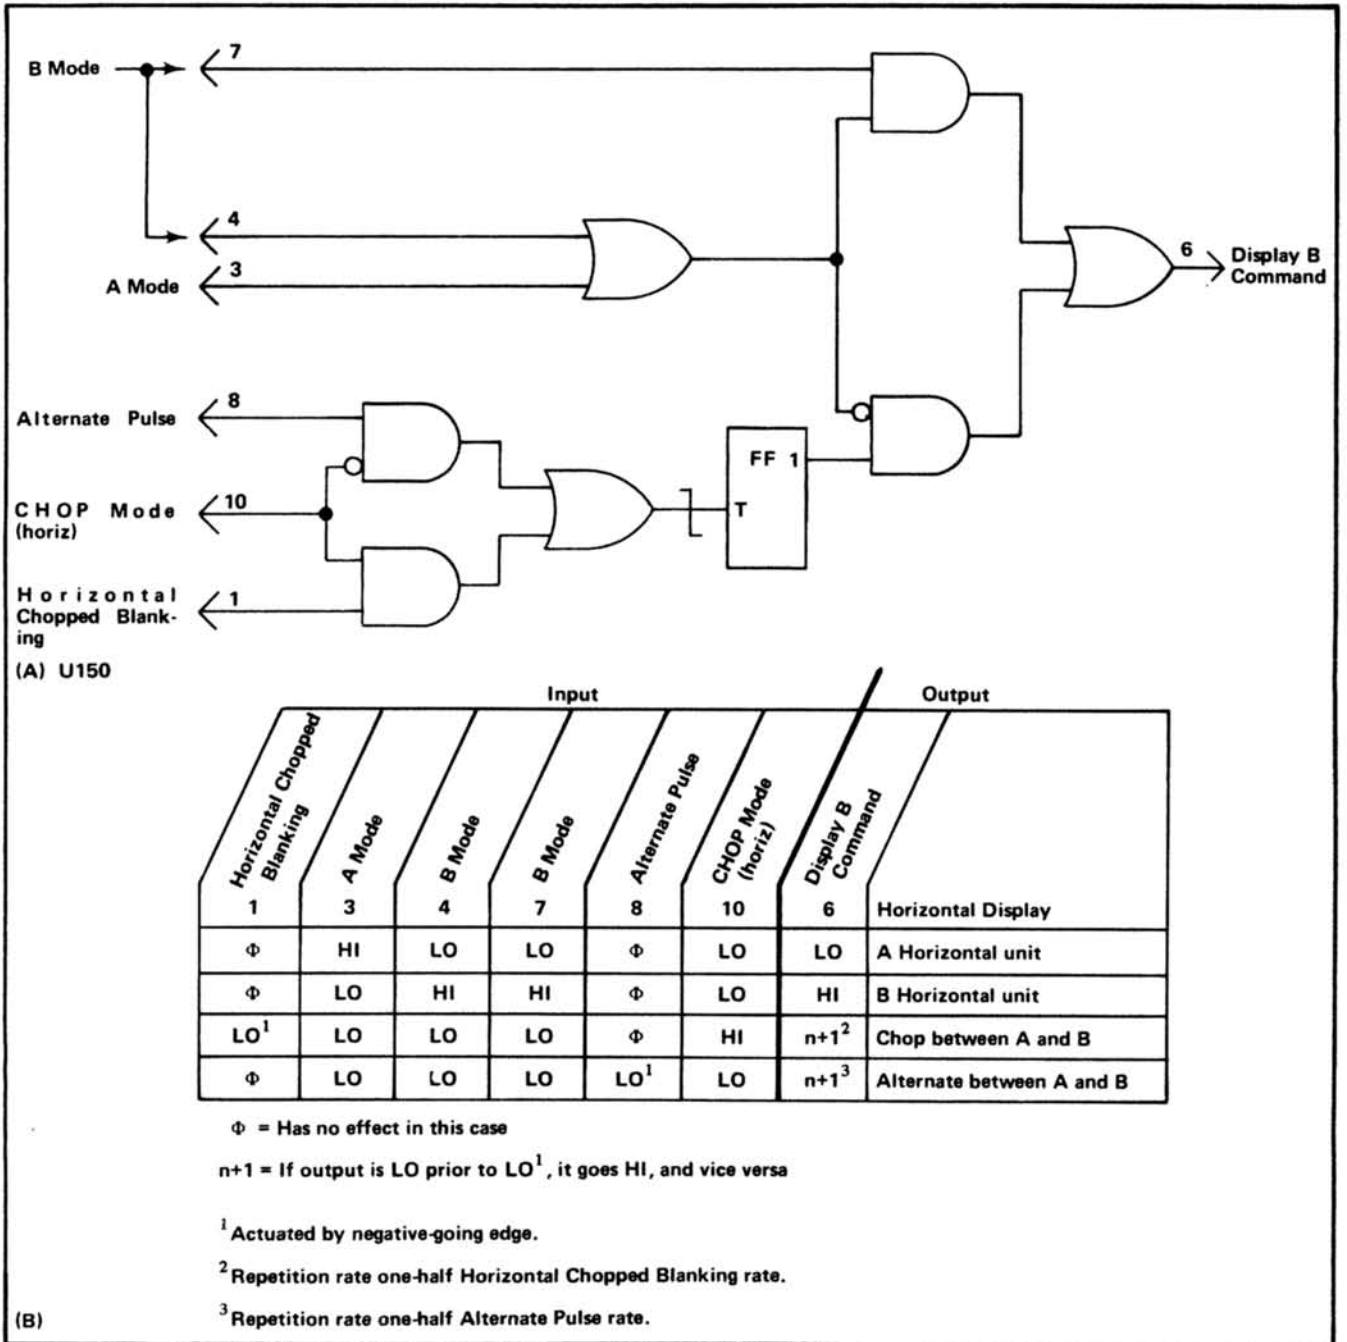 B Mode
7
4
3
A Mode
6
Display B
Command
Alternate Pulse
8
CHOP Mode
(horiz)
10
Horizontal
Chopped Blank-
ing
1
FF 1
T
(A) U150
Input
Output
Horizontal Chopped
Blanking
A Mode
B Mode
B Mode
Alternate Pulse
CHOP Mode
(horiz)
Display B
Command
1 3 4 7 8 10 6 Horizontal Display
Φ HI LO LO Φ LO LO A Horizontal unit
Φ LO HI HI Φ LO HI B Horizontal unit
LO¹ LO LO LO Φ HI n+1² Chop between A and B
Φ LO LO LO LO¹ LO n+1³ Alternate between A and B
Φ = Has no effect in this case
n+1 = If output is LO prior to LO¹, it goes HI, and vice versa
¹ Actuated by negative-going edge.
² Repetition rate one-half Horizontal Chopped Blanking rate.
³ Repetition rate one-half Alternate Pulse rate.
(B)